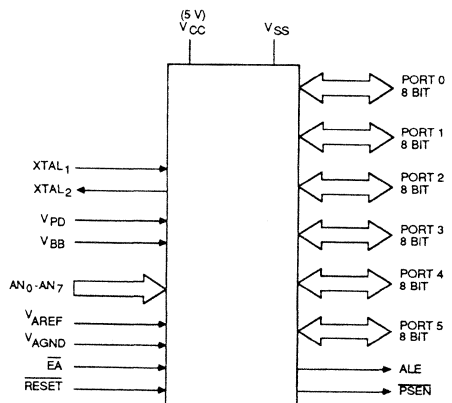 (5 V)
VCC
VSS
PORT 0
8 BIT
PORT 1
8 BIT
PORT 2
8 BIT
PORT 3
8 BIT
PORT 4
8 BIT
PORT 5
8 BIT
XTAL1
XTAL2
VPD
VBB
AN0-AN7
VAREF
VAGND
EA
RESET
ALE
PSEN